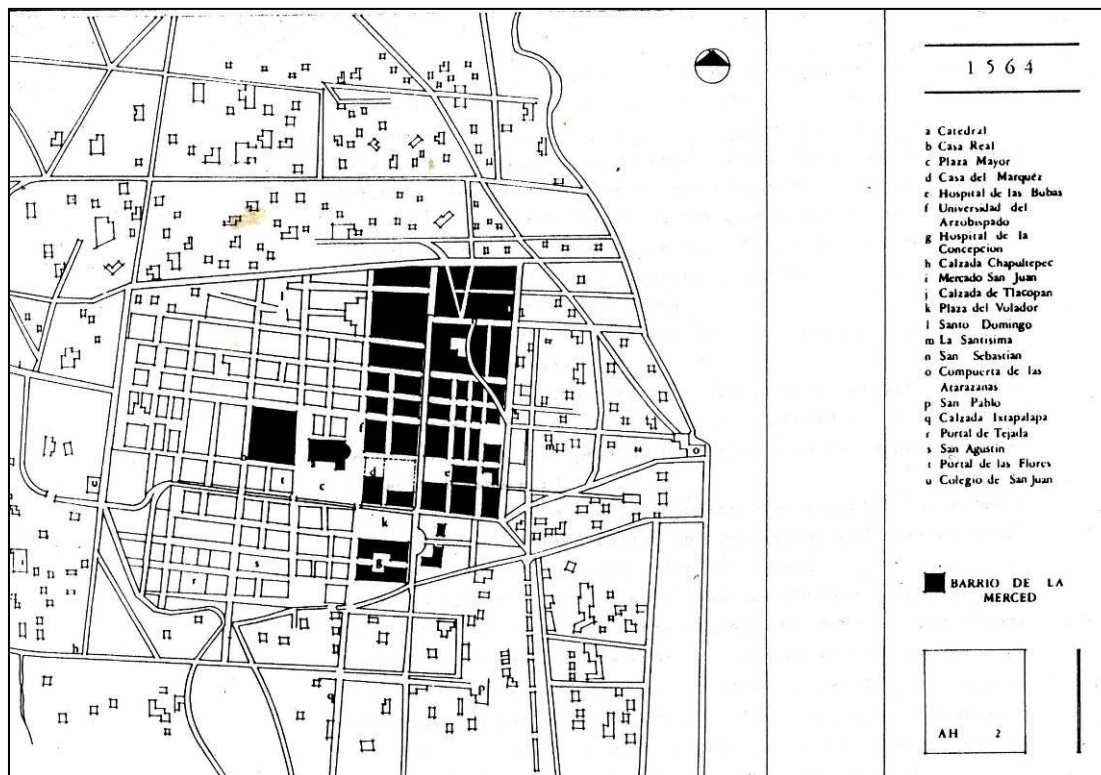 1564
a Catedral
b Casa Real
c Plaza Mayor
d Casa del Marquéz
e Hospital de las Bubas
f Universidad del
Arzobispado
g Huspital de la
Concepcion
h Calzada Chapultepec
i Mercado San Juan
j Calzada de Tlacopan
k Plaza del Volador
l Santo Domingo
m La Santisima
n San Sebastian
o Compuerta de las
Atarazanas
p San Pablo
q Calzada Ixtapalapa
r Portal de Tejada
s San Agustin
t Portal de las Flores
u Colegio de San Juan
BARRIO DE LA
MERCED
AH 2
l
f
m
o
d
e
u
t
c
k
g
s
r
h
q
p